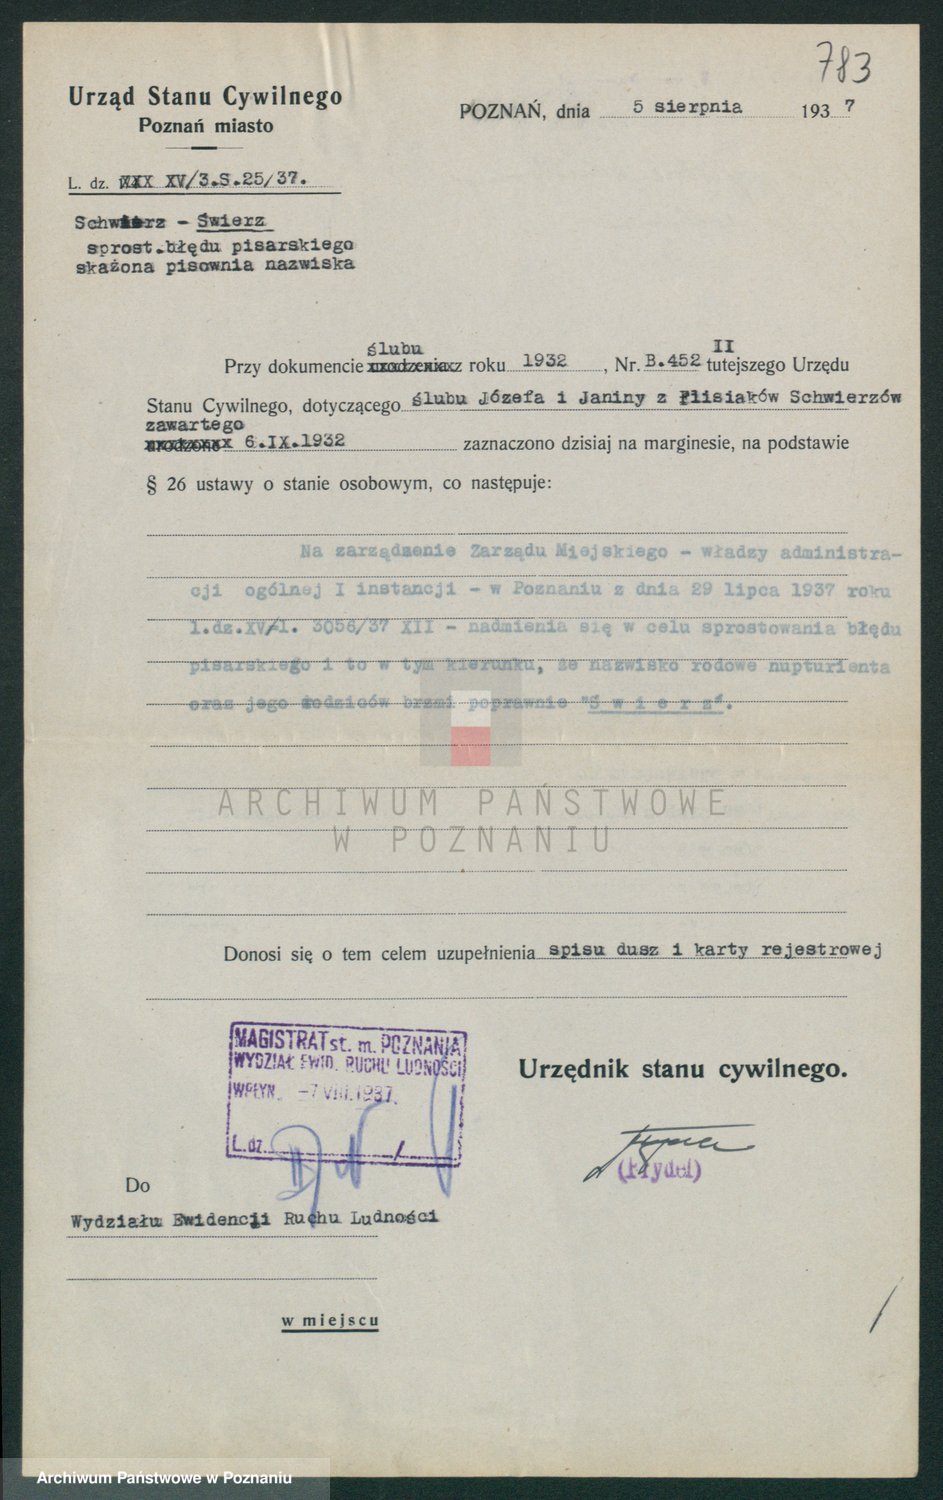 783
Urząd Stanu Cywilnego
Poznań miasto
POZNAŃ, dnia 5 sierpnia 1937
L. dz. XV/3.S.25/37.
Schwierz - Świerz
sprost.błędu pisarskiego
skażona pisownia nazwiska
ślubu II
Przy dokumencie urodzenia z roku 1932, Nr. B.452 tutejszego Urzędu
Stanu Cywilnego, dotyczącego ślubu Józefa i Janiny z Flisiaków Schwierzów
zawartego
urodzone 6.IX.1932 zaznaczono dzisiaj na marginesie, na podstawie
§ 26 ustawy o stanie osobowym, co następuje:
Na zarządzenie Zarządu Miejskiego - władzy administra-
cji ogólnej I instancji - w Poznaniu z dnia 29 lipca 1937 roku
l.dz.XV/l. 3056/37 XII - nadmienia się w celu sprostowania błędu
pisarskiego i to w tym kierunku, że nazwisko rodowe nupturienta
oraz jego rodziców brzmi poprawnie "Ś w i e r z".
ARCHIWUM PAŃSTWOWE
W POZNANIU
Donosi się o tem celem uzupełnienia spisu dusz i karty rejestrowej
MAGISTRAT st. m. POZNANIA
WYDZIAŁ EWID. RUCHU LUDNOŚCI
WPŁYN. -7 VIII.1937.
L. dz.
Urzędnik stanu cywilnego.
(Frydel)
Do
Wydziału Ewidencji Ruchu Ludności
w miejscu
Archiwum Państwowe w Poznaniu